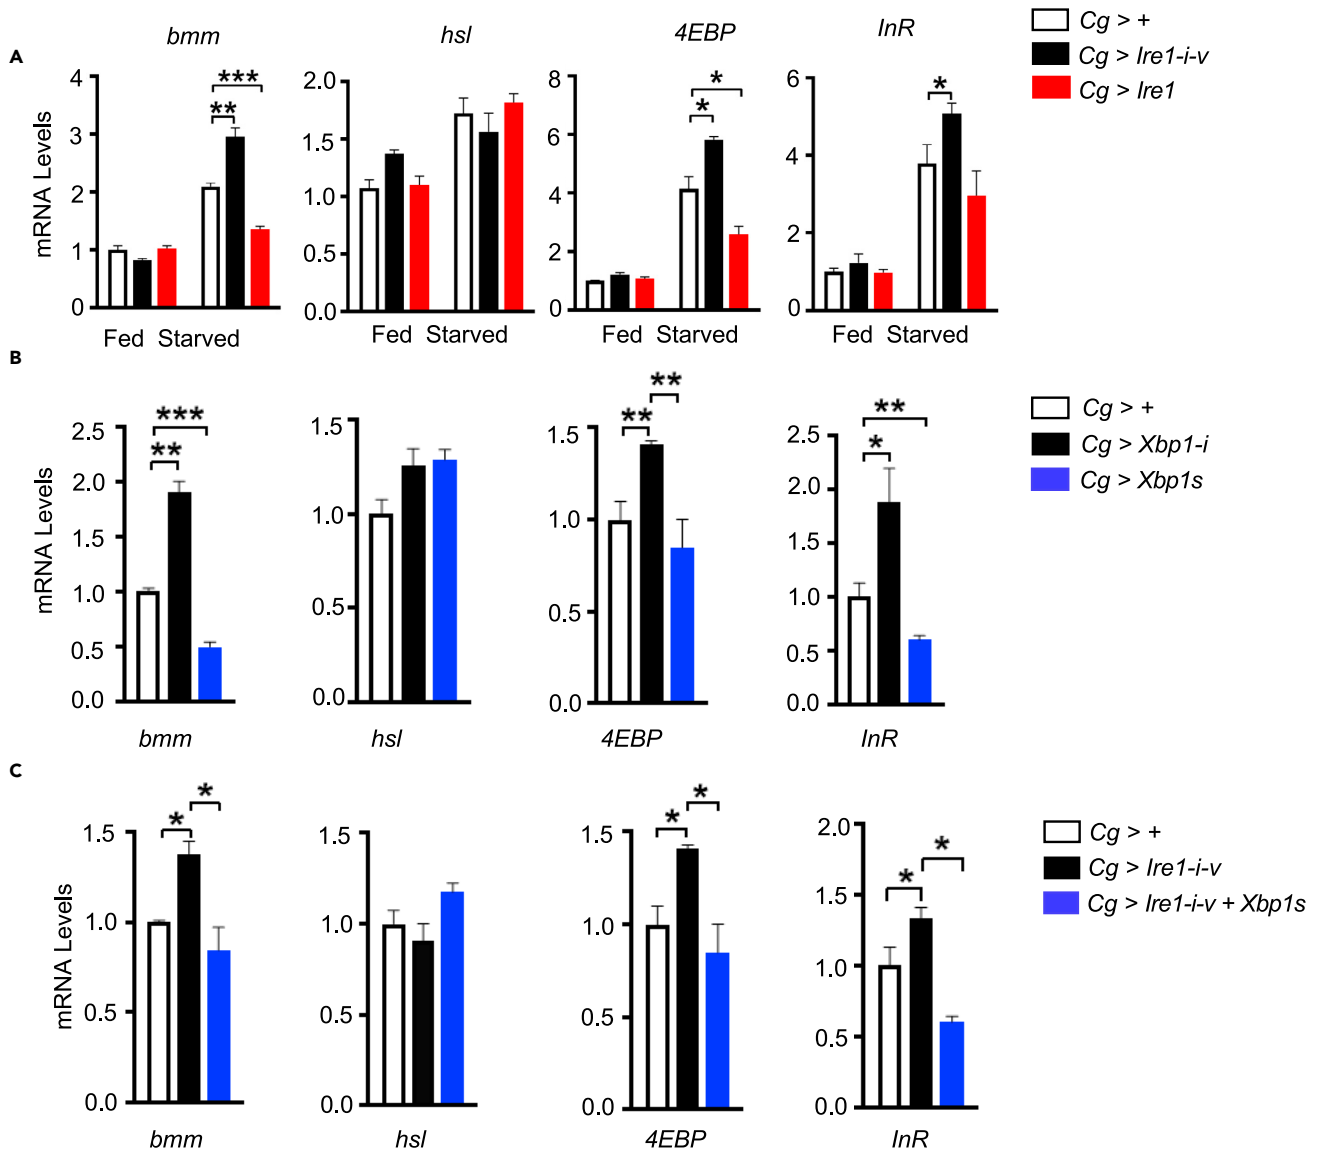 A
bmm
hsl
4EBP
InR
Cg > +
Cg > Ire1-i-v
Cg > Ire1
mRNA Levels
4
3
2
1
0
***
**
Fed Starved
2.0
1.5
1.0
0.5
0.0
Fed Starved
8
6
4
2
0
*
*
Fed Starved
6
4
2
0
*
Fed Starved
B
Cg > +
Cg > Xbp1-i
Cg > Xbp1s
mRNA Levels
2.5
2.0
1.5
1.0
0.5
0.0
***
**
bmm
1.5
1.0
0.5
0.0
hsl
1.5
1.0
0.5
0.0
**
**
4EBP
2.5
2.0
1.5
1.0
0.5
0.0
**
*
InR
C
Cg > +
Cg > Ire1-i-v
Cg > Ire1-i-v + Xbp1s
mRNA Levels
1.5
1.0
0.5
0.0
*
*
bmm
1.5
1.0
0.5
0.0
hsl
1.5
1.0
0.5
0.0
*
*
4EBP
2.0
1.5
1.0
0.5
0.0
*
*
InR